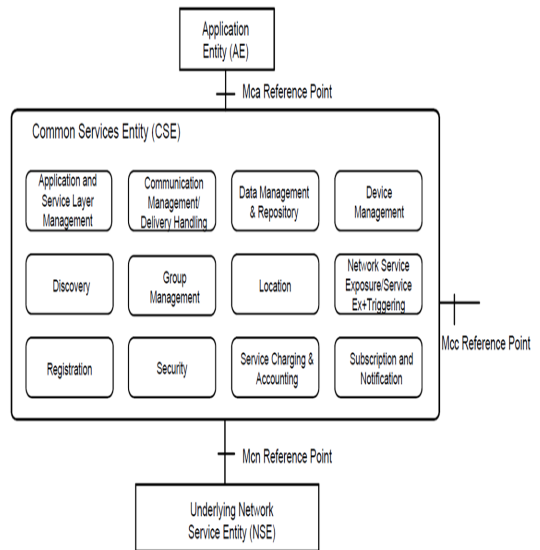 Application
Entity (AE)
Mca Reference Point
Common Services Entity (CSE)
Application and
Service Layer
Management
Communication
Management/
Delivery Handling
Data Management
& Repository
Device
Management
Discovery
Group
Management
Location
Network Service
Exposure/Service
Ex+Triggering
Mcc Reference Point
Registration
Security
Service Charging &
Accounting
Subscription and
Notification
Mcn Reference Point
Underlying Network
Service Entity (NSE)